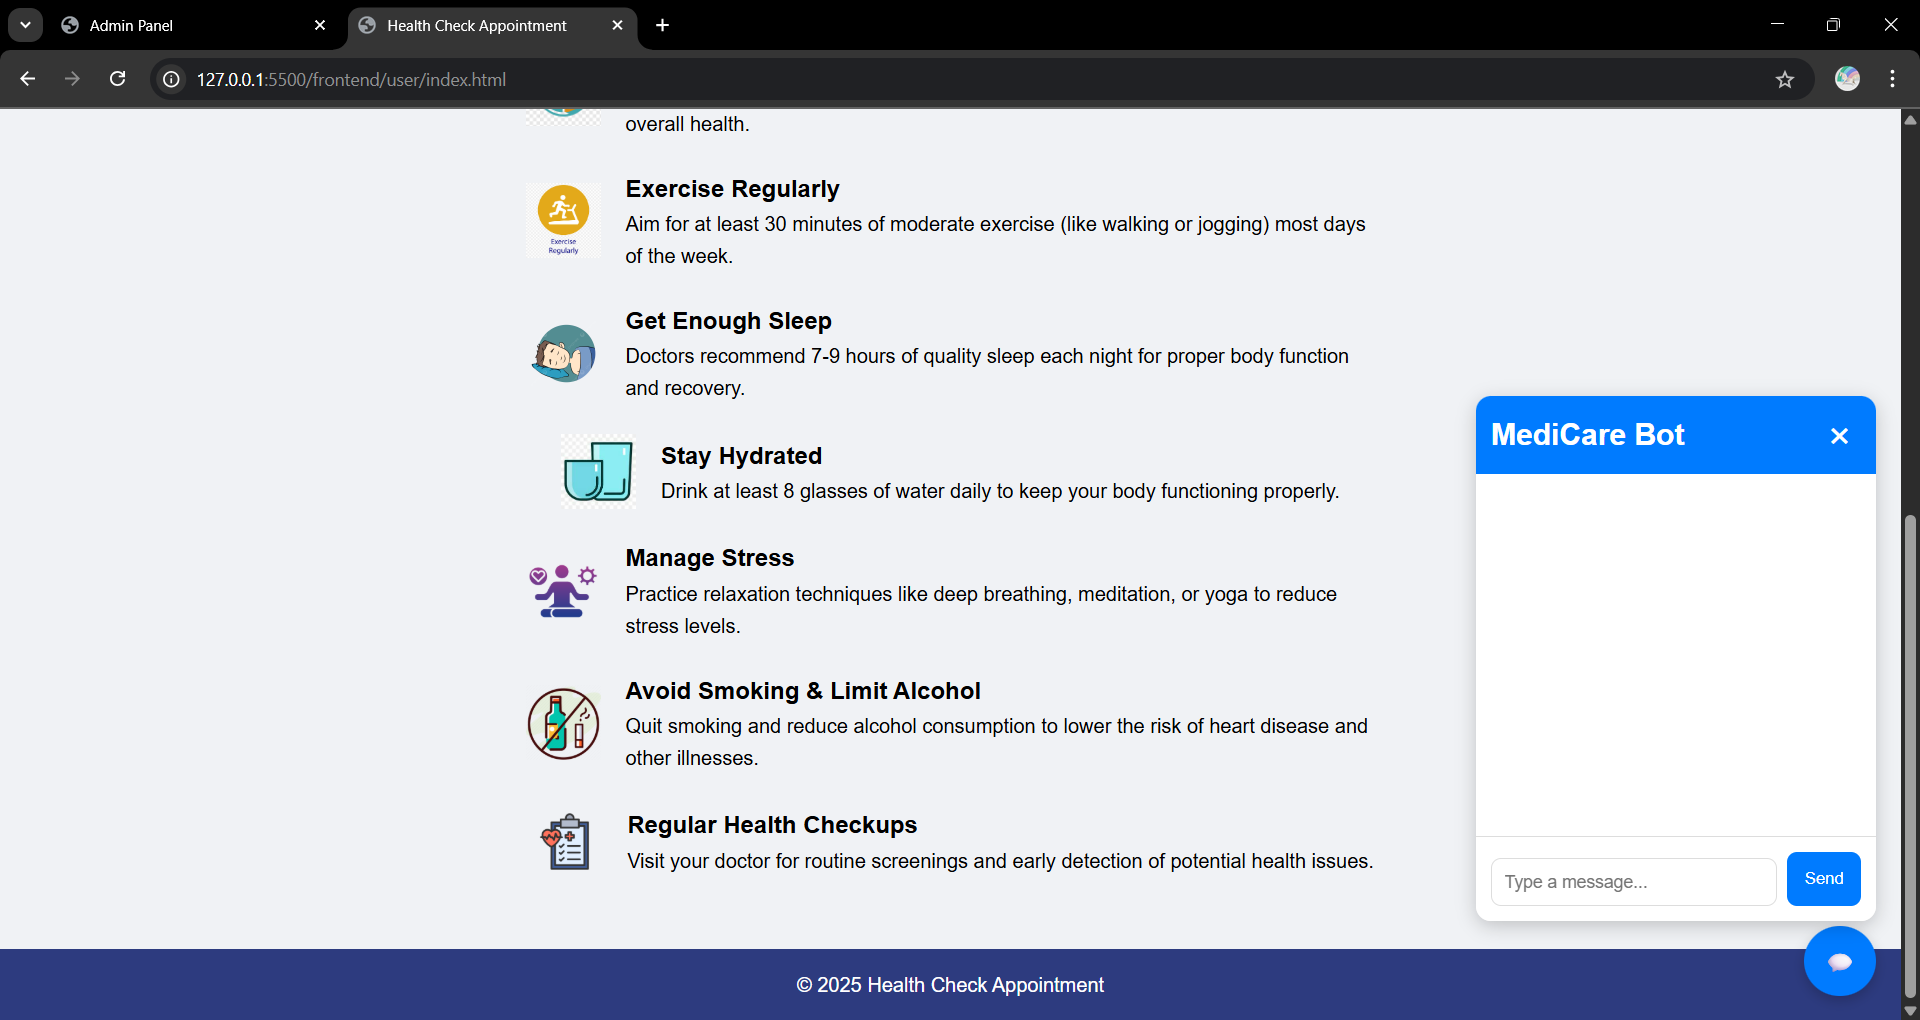 Admin Panel
Health Check Appointment
127.0.0.1:5500/frontend/user/index.html
overall health.
Exercise Regularly
Exercise
Regularly
Aim for at least 30 minutes of moderate exercise (like walking or jogging) most days
of the week.
Get Enough Sleep
Doctors recommend 7-9 hours of quality sleep each night for proper body function
and recovery.
Stay Hydrated
Drink at least 8 glasses of water daily to keep your body functioning properly.
Manage Stress
Practice relaxation techniques like deep breathing, meditation, or yoga to reduce
stress levels.
Avoid Smoking & Limit Alcohol
Quit smoking and reduce alcohol consumption to lower the risk of heart disease and
other illnesses.
Regular Health Checkups
Visit your doctor for routine screenings and early detection of potential health issues.
MediCare Bot
Type a message...
Send
© 2025 Health Check Appointment